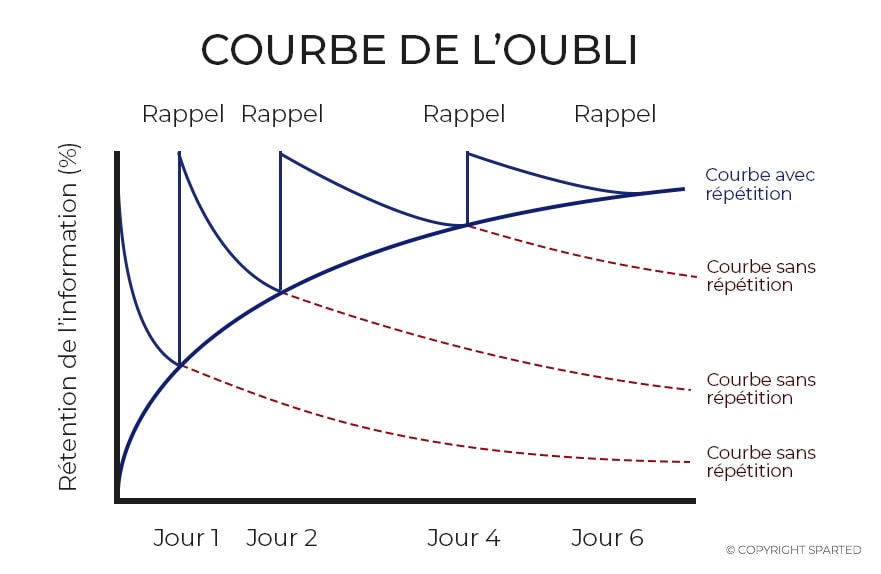 COURBE DE L'OUBLI
Rappel Rappel Rappel Rappel
Rétention de l'information (%)
Courbe avec
répétition
Courbe sans
répétition
Courbe sans
répétition
Courbe sans
répétition
Jour 1 Jour 2 Jour 4 Jour 6
© COPYRIGHT SPARTED